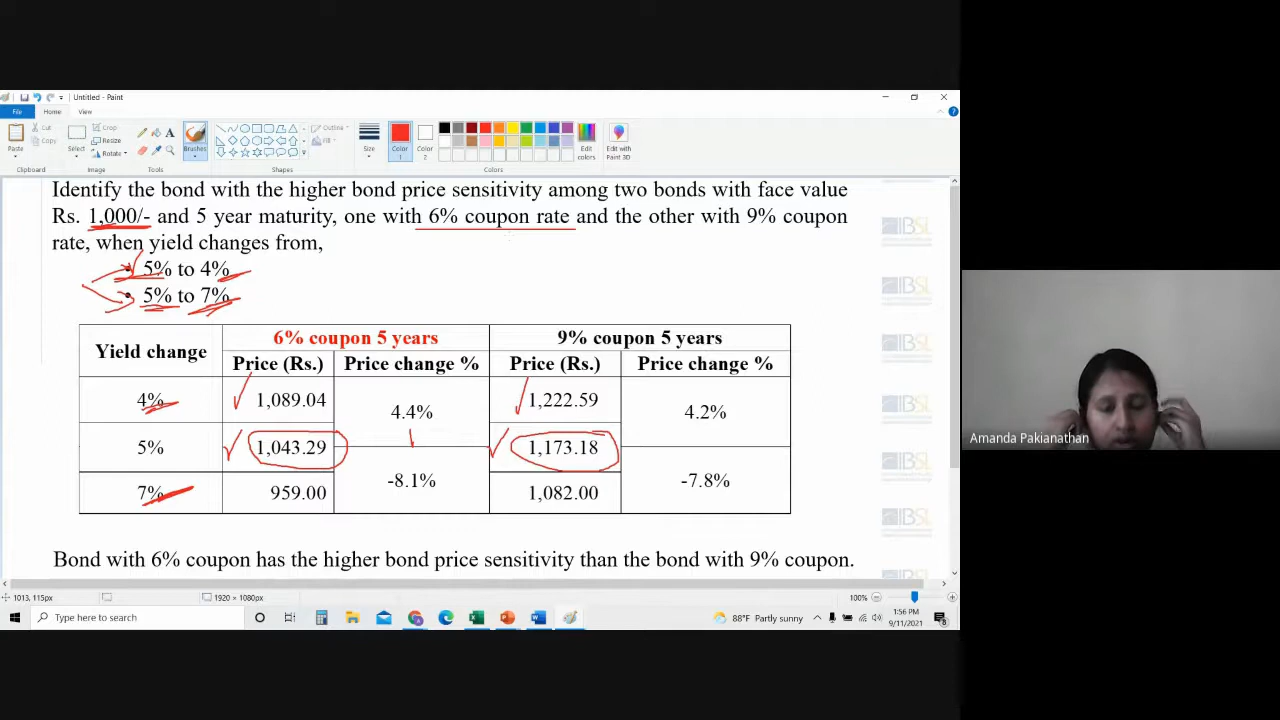 Untitled - Paint
File Home View
Cut
Copy
Paste
Clipboard
Crop
Resize
Rotate
Select
Image
Tools
Brushes
Outline
Fill
Shapes
Size
Color 1
Color 2
Edit colors
Edit with Paint 3D
Colors
Identify the bond with the higher bond price sensitivity among two bonds with face value
Rs. 1,000/- and 5 year maturity, one with 6% coupon rate and the other with 9% coupon
rate, when yield changes from,
• 5% to 4%
• 5% to 7%
Yield change 6% coupon 5 years 9% coupon 5 years
Price (Rs.) Price change % Price (Rs.) Price change %
4% 1,089.04 4.4% 1,222.59 4.2%
5% 1,043.29 1,173.18
7% 959.00 -8.1% 1,082.00 -7.8%
Bond with 6% coupon has the higher bond price sensitivity than the bond with 9% coupon.
IBSL
IBSL
IBSL
IBSL
IBSL
IBSL
Amanda Pakianathan
1013, 115px
1920 × 1080px
100%
Type here to search
88°F Partly sunny
1:56 PM
9/11/2021